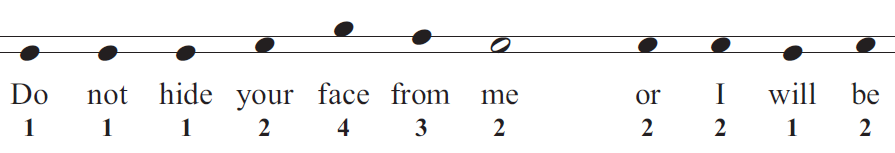 Do not hide your face from me or I will be
1 1 1 2 4 3 2 2 2 1 2